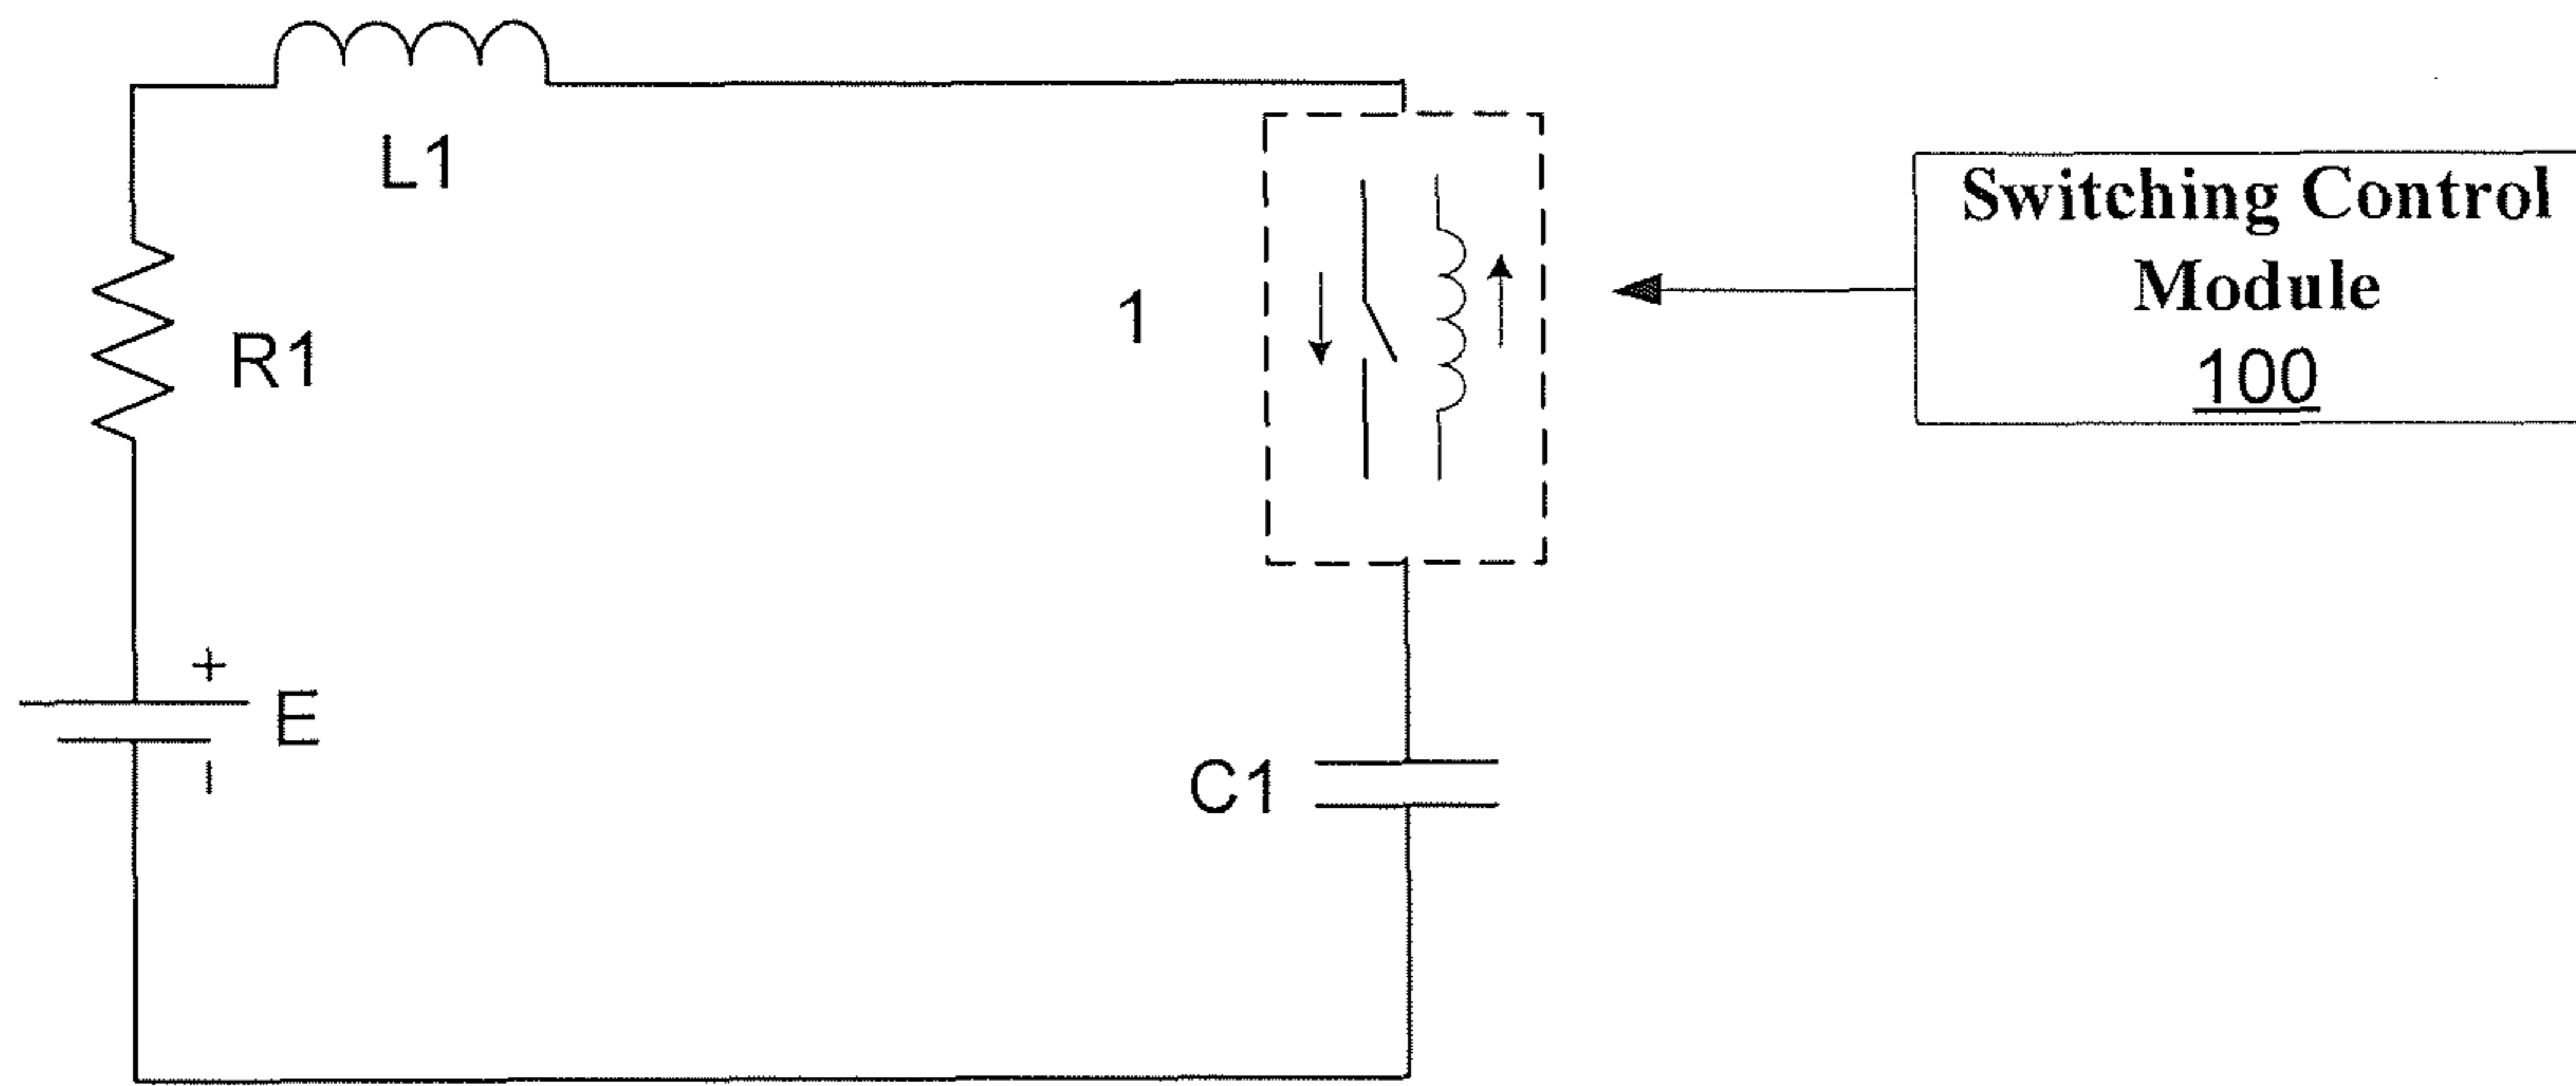 L1
Switching Control
Module
100
1
R1
+
E
−
C1